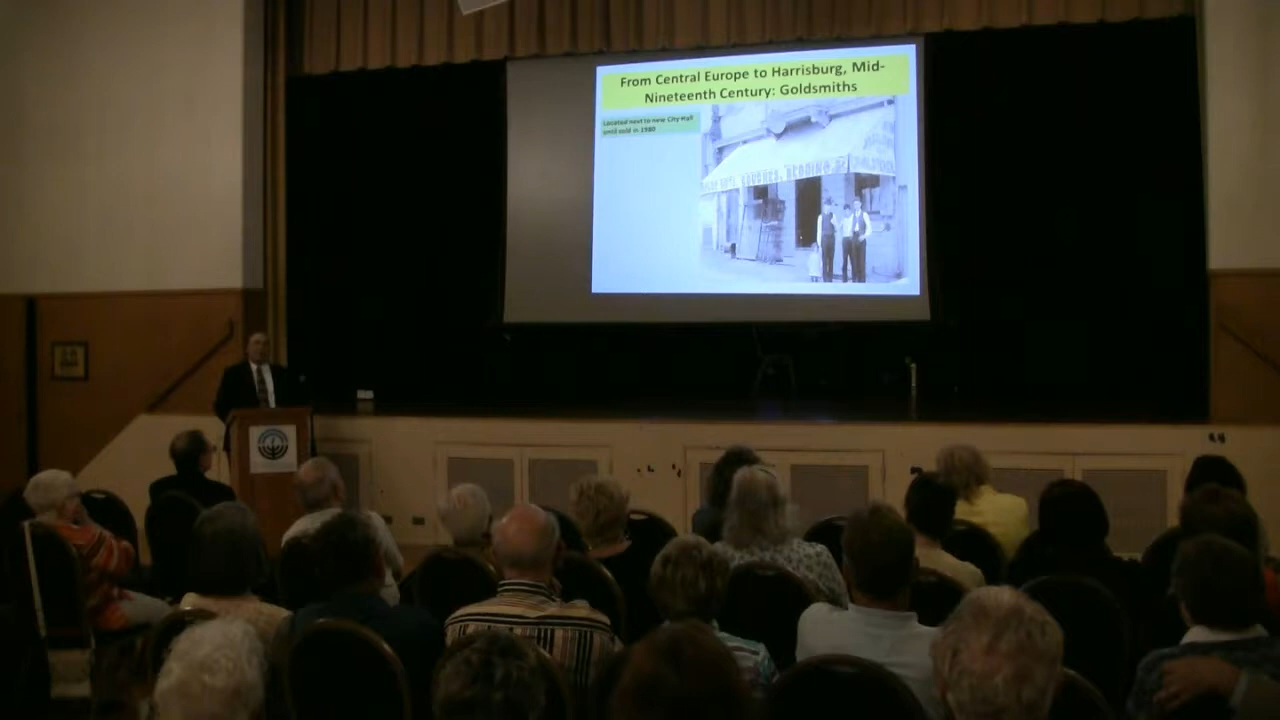 From Central Europe to Harrisburg, Mid-
Nineteenth Century: Goldsmiths
Located next to new City Hall
until sold in 1980
BEDDING